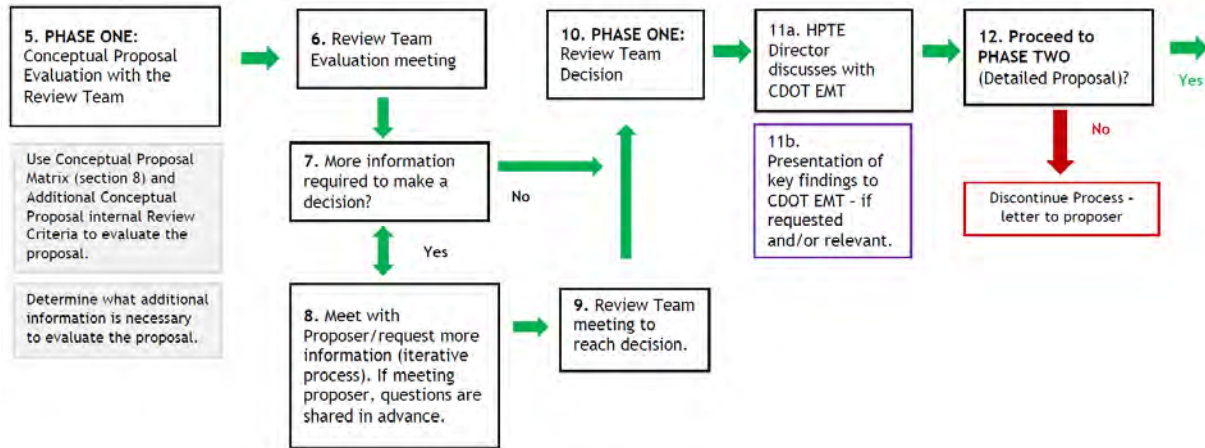 5. PHASE ONE:
Conceptual Proposal
Evaluation with the
Review Team
Use Conceptual Proposal
Matrix (section 8) and
Additional Conceptual
Proposal internal Review
Criteria to evaluate the
proposal.
Determine what additional
information is necessary
to evaluate the proposal.
6. Review Team
Evaluation meeting
7. More information
required to make a
decision?
No
Yes
8. Meet with
Proposer/request more
information (iterative
process). If meeting
proposer, questions are
shared in advance.
9. Review Team
meeting to
reach decision.
10. PHASE ONE:
Review Team
Decision
11a. HPTE
Director
discusses with
CDOT EMT
11b.
Presentation of
key findings to
CDOT EMT - if
requested
and/or relevant.
12. Proceed to
PHASE TWO
(Detailed Proposal)?
Yes
No
Discontinue Process -
letter to proposer